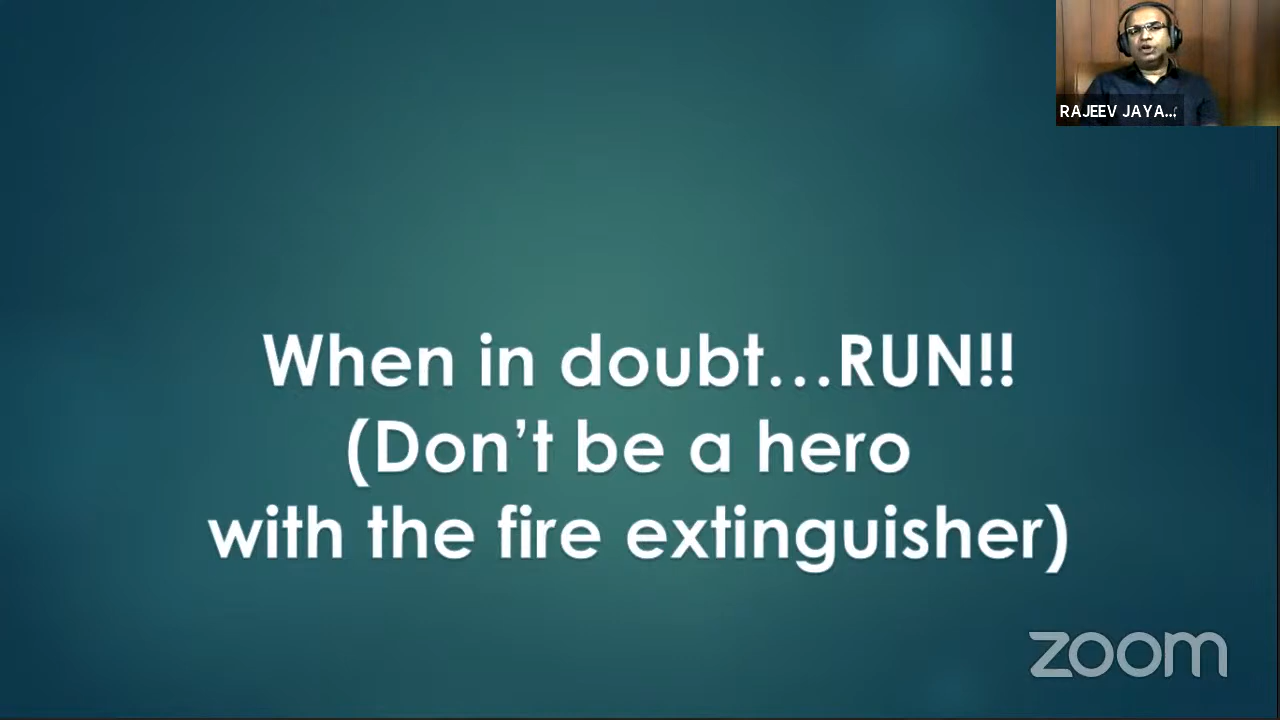 RAJEEV JAYA...
When in doubt...RUN!!
(Don't be a hero
with the fire extinguisher)
zoom